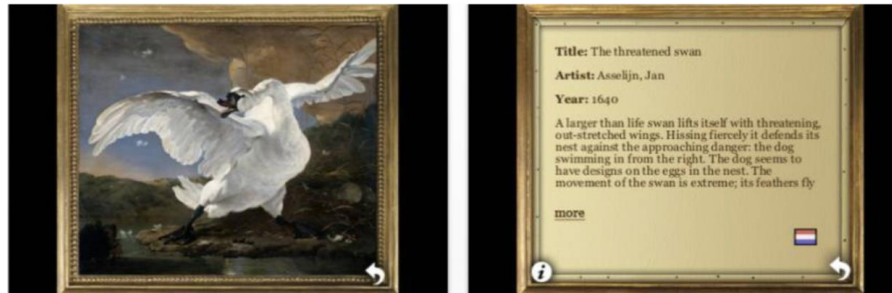 Title: The threatened swan
Artist: Asselijn, Jan
Year: 1640
A larger than life swan lifts itself with threatening,
out-stretched wings. Hissing fiercely it defends its
nest against the approaching danger: the dog
swimming in from the right. The dog seems to
have designs on the eggs in the nest. The
movement of the swan is extreme; its feathers fly
more
i